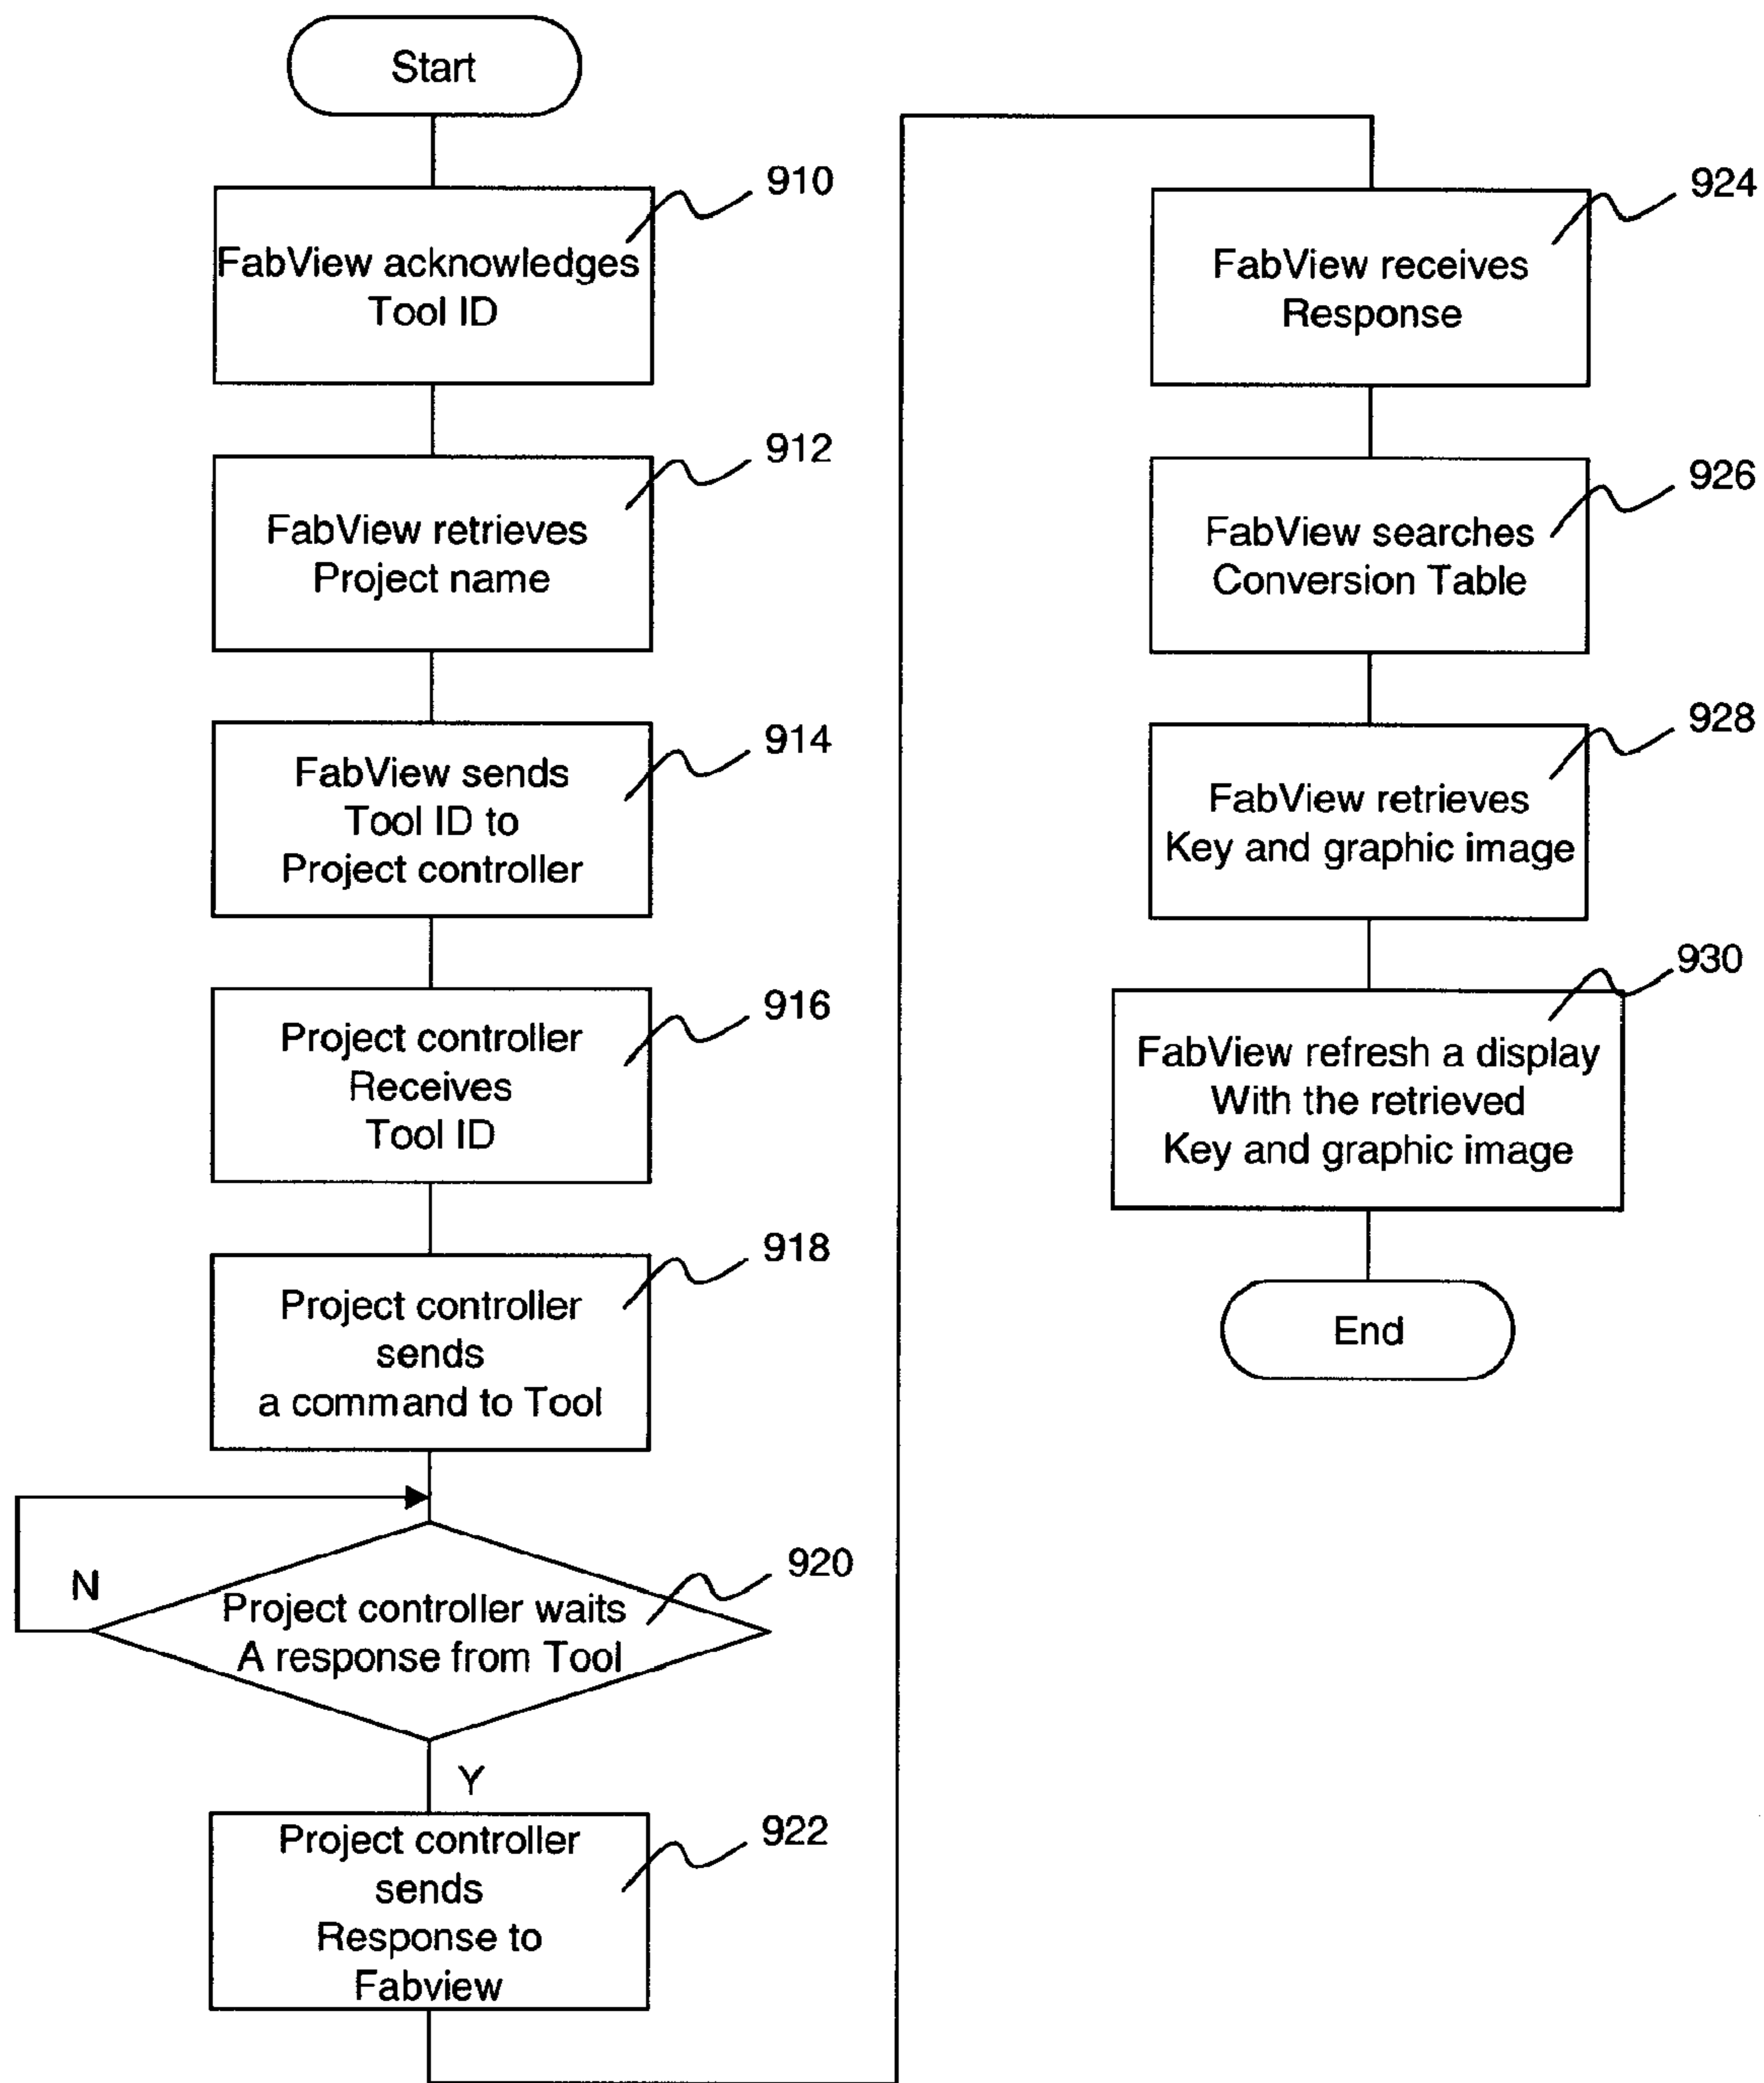 Start
910
FabView acknowledges
Tool ID
912
FabView retrieves
Project name
914
FabView sends
Tool ID to
Project controller
916
Project controller
Receives
Tool ID
918
Project controller
sends
a command to Tool
N
920
Project controller waits
A response from Tool
Y
922
Project controller
sends
Response to
Fabview
924
FabView receives
Response
926
FabView searches
Conversion Table
928
FabView retrieves
Key and graphic image
930
FabView refresh a display
With the retrieved
Key and graphic image
End